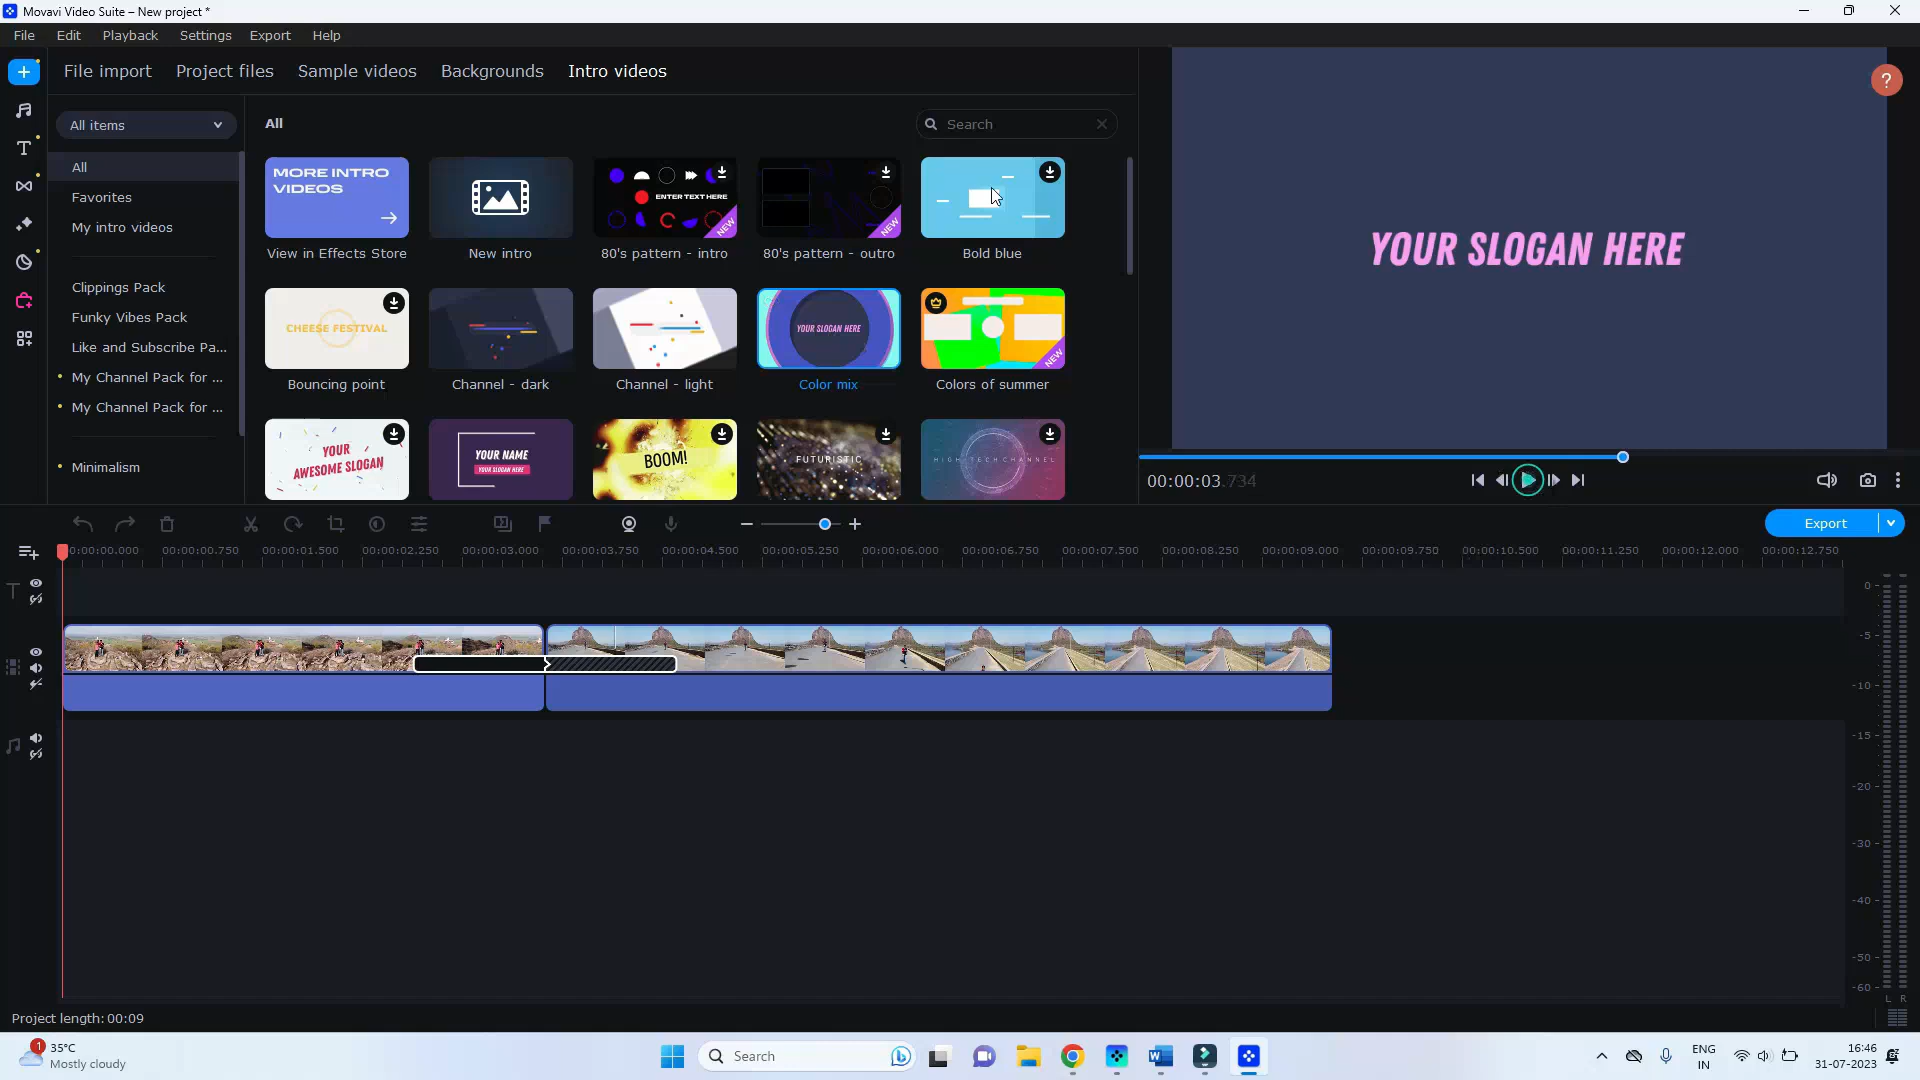 Movavi Video Suite – New project *
File Edit Playback Settings Export Help
File import Project files Sample videos Backgrounds Intro videos
All items
All
Favorites
My intro videos
Clippings Pack
Funky Vibes Pack
Like and Subscribe Pa...
My Channel Pack for ...
My Channel Pack for ...
Minimalism
All
Search
MORE INTRO
VIDEOS
ENTER TEXT HERE
NEW
NEW
View in Effects Store
New intro
80's pattern - intro
80's pattern - outro
Bold blue
CHEESE FESTIVAL
YOUR SLOGAN HERE
NEW
Bouncing point
Channel - dark
Channel - light
Color mix
Colors of summer
YOUR
AWESOME SLOGAN
YOUR NAME
YOUR SLOGAN HERE
BOOM!
FUTURISTIC
HIGH TECH CHANNEL
YOUR SLOGAN HERE
?
00:00:03.734
Export
0:00:00.000 00:00:00.750 00:00:01.500 00:00:02.250 00:00:03.000 00:00:03.750 00:00:04.500 00:00:05.250 00:00:06.000 00:00:06.750 00:00:07.500 00:00:08.250 00:00:09.000 00:00:09.750 00:00:10.500 00:00:11.250 00:00:12.000 00:00:12.750
T
0
-5
-10
-15
-20
-30
-40
-50
-60
L R
Project length: 00:09
1
35°C
Mostly cloudy
Search
ENG
IN
16:46
31-07-2023